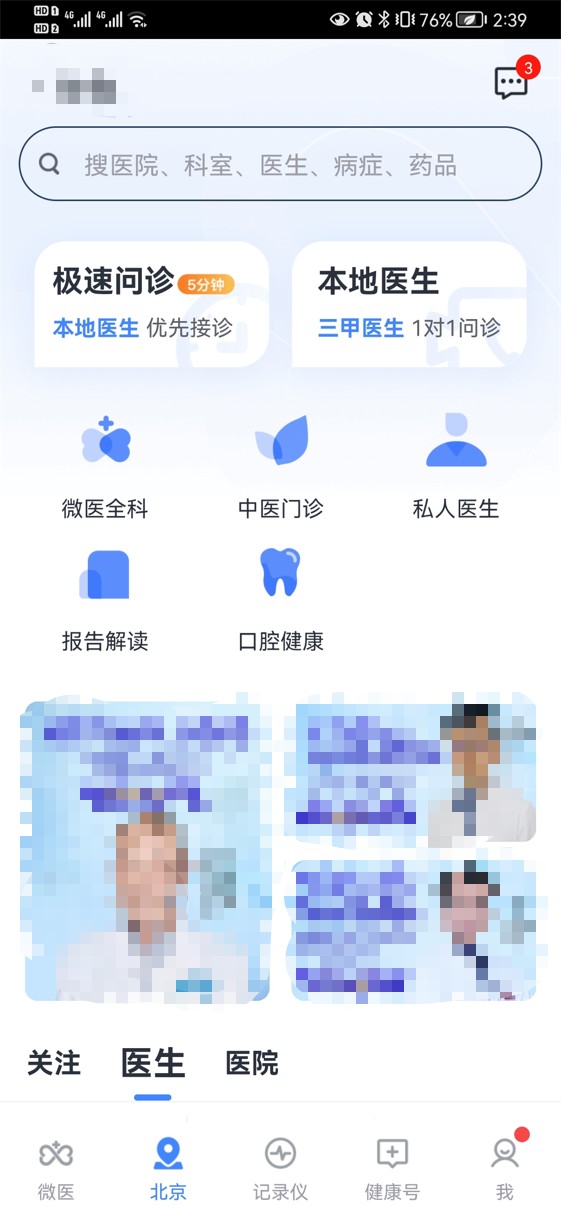 HD 1 4G 4G 76% 2:39
HD 2
3
搜医院、科室、医生、病症、药品
极速问诊 5分钟 本地医生
本地医生 优先接诊 三甲医生 1对1问诊
微医全科 中医门诊 私人医生
报告解读 口腔健康
关注 医生 医院
微医 北京 记录仪 健康号 我